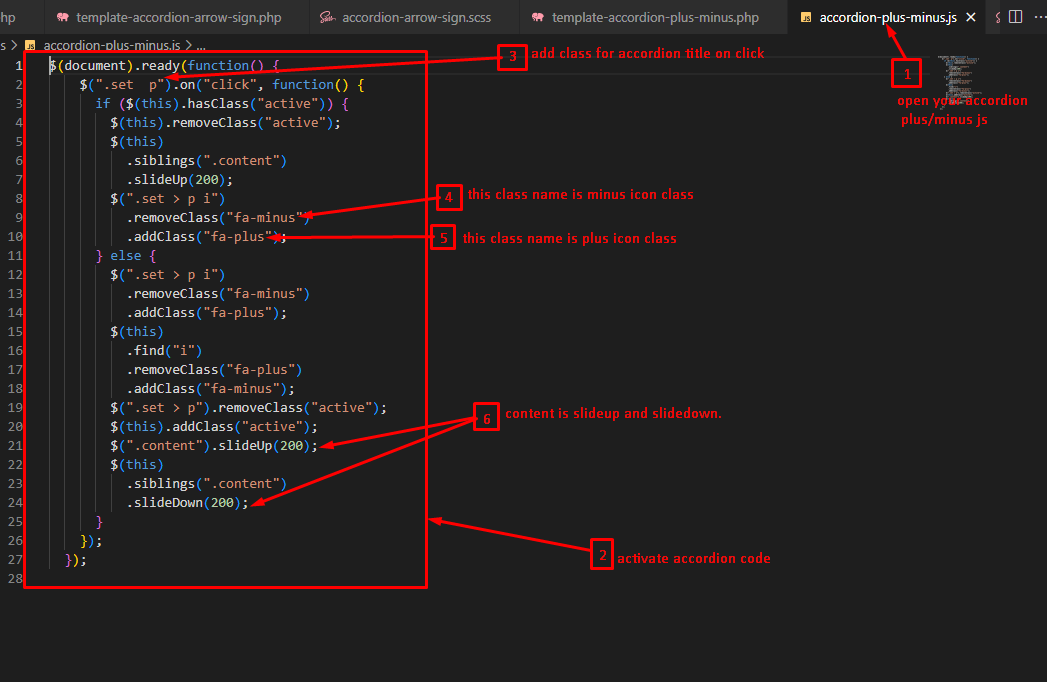 hp template-accordion-arrow-sign.php accordion-arrow-sign.scss template-accordion-plus-minus.php accordion-plus-minus.js
s > accordion-plus-minus.js > ...
1 $(document).ready(function() {
2 $(".set  p").on("click", function() {
3 if ($(this).hasClass("active")) {
4 $(this).removeClass("active");
5 $(this)
6 .siblings(".content")
7 .slideUp(200);
8 $(".set > p i")
9 .removeClass("fa-minus")
10 .addClass("fa-plus");
11 } else {
12 $(".set > p i")
13 .removeClass("fa-minus")
14 .addClass("fa-plus");
15 $(this)
16 .find("i")
17 .removeClass("fa-plus")
18 .addClass("fa-minus");
19 $(".set > p").removeClass("active");
20 $(this).addClass("active");
21 $(".content").slideUp(200);
22 $(this)
23 .siblings(".content")
24 .slideDown(200);
25 }
26 });
27 });
28
3 add class for accordion title on click
1
open your accordion
plus/minus js
4 this class name is minus icon class
5 this class name is plus icon class
6 content is slideup and slidedown.
2 activate accordion code